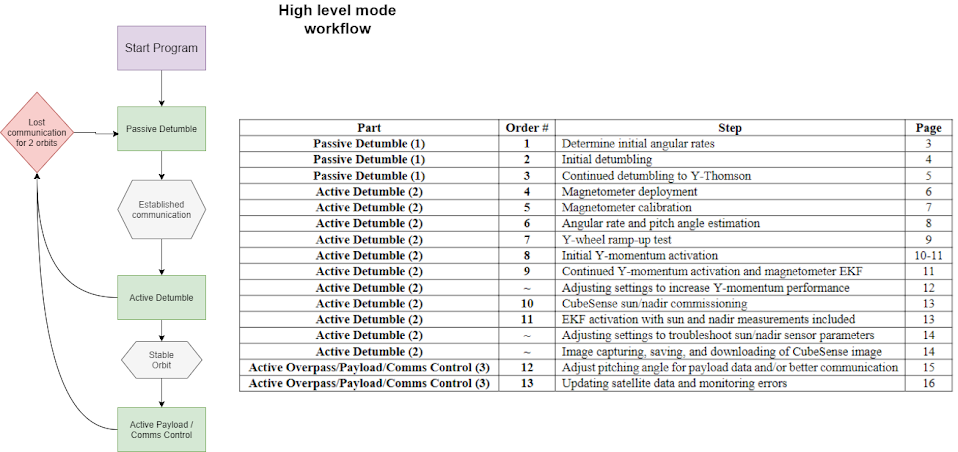 High level mode
workflow
Start Program
Lost
communication
for 2 orbits
Passive Detumble
Established
communication
Active Detumble
Stable
Orbit
Active Payload /
Comms Control
Part Order # Step Page
Passive Detumble (1) 1 Determine initial angular rates 3
Passive Detumble (1) 2 Initial detumbling 4
Passive Detumble (1) 3 Continued detumbling to Y-Thomson 5
Active Detumble (2) 4 Magnetometer deployment 6
Active Detumble (2) 5 Magnetometer calibration 7
Active Detumble (2) 6 Angular rate and pitch angle estimation 8
Active Detumble (2) 7 Y-wheel ramp-up test 9
Active Detumble (2) 8 Initial Y-momentum activation 10-11
Active Detumble (2) 9 Continued Y-momentum activation and magnetometer EKF 11
Active Detumble (2) ~ Adjusting settings to increase Y-momentum performance 12
Active Detumble (2) 10 CubeSense sun/nadir commissioning 13
Active Detumble (2) 11 EKF activation with sun and nadir measurements included 13
Active Detumble (2) ~ Adjusting settings to troubleshoot sun/nadir sensor parameters 14
Active Detumble (2) ~ Image capturing, saving, and downloading of CubeSense image 14
Active Overpass/Payload/Comms Control (3) 12 Adjust pitching angle for payload data and/or better communication 15
Active Overpass/Payload/Comms Control (3) 13 Updating satellite data and monitoring errors 16